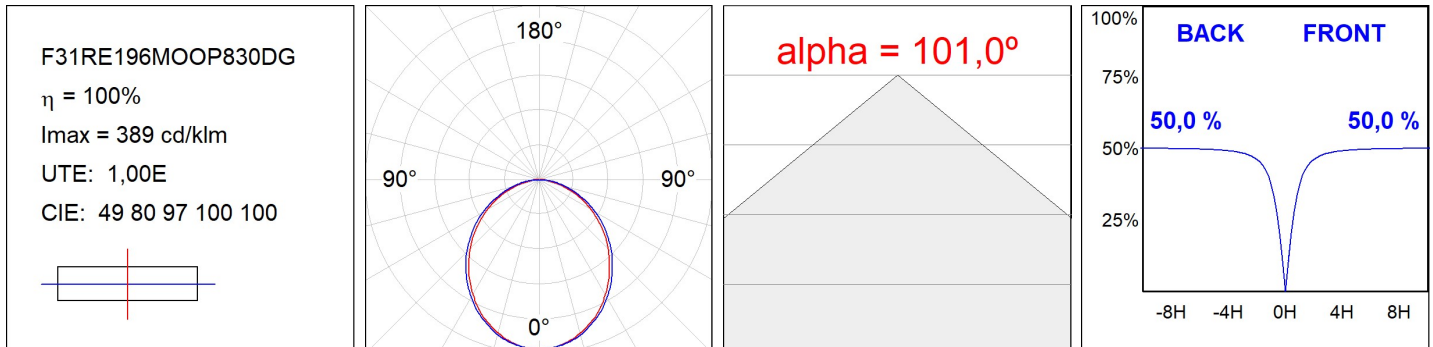 F31RE196MOOP830DG
η = 100%
Imax = 389 cd/klm
UTE: 1,00E
CIE: 49 80 97 100 100
180°
90° 90°
0°
alpha = 101,0º
100%
BACK FRONT
75%
50,0 % 50,0 %
50%
25%
-8H -4H 0H 4H 8H